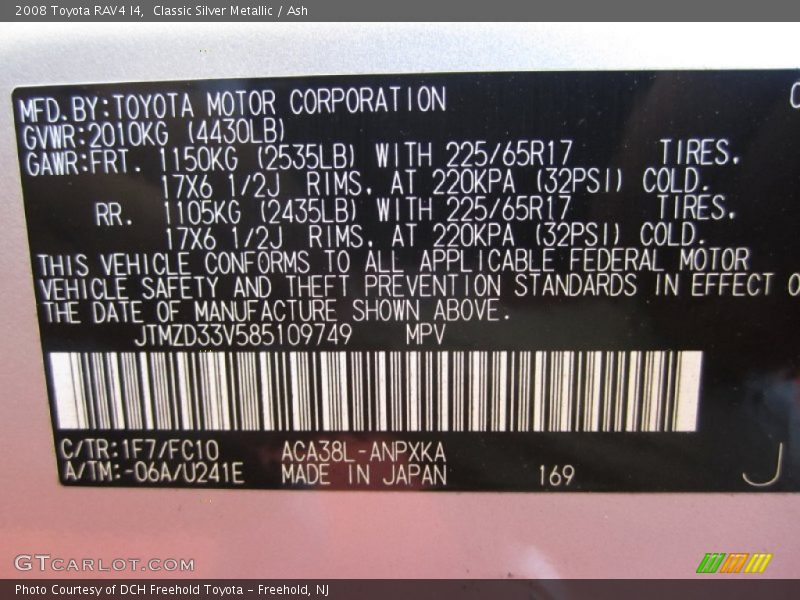 2008 Toyota RAV4 I4, Classic Silver Metallic / Ash
MFD.BY:TOYOTA MOTOR CORPORATION
GVWR:2010KG (4430LB)
GAWR:FRT. 1150KG (2535LB) WITH 225/65R17 TIRES.
17X6 1/2J RIMS. AT 220KPA (32PSI) COLD.
RR. 1105KG (2435LB) WITH 225/65R17 TIRES.
17X6 1/2J RIMS. AT 220KPA (32PSI) COLD.
THIS VEHICLE CONFORMS TO ALL APPLICABLE FEDERAL MOTOR
VEHICLE SAFETY AND THEFT PREVENTION STANDARDS IN EFFECT O
THE DATE OF MANUFACTURE SHOWN ABOVE.
JTMZD33V585109749 MPV
C/TR:1F7/FC10 ACA38L-ANPXKA
A/TM:-06A/U241E MADE IN JAPAN 169
GTCARLOT.COM
Photo Courtesy of DCH Freehold Toyota - Freehold, NJ